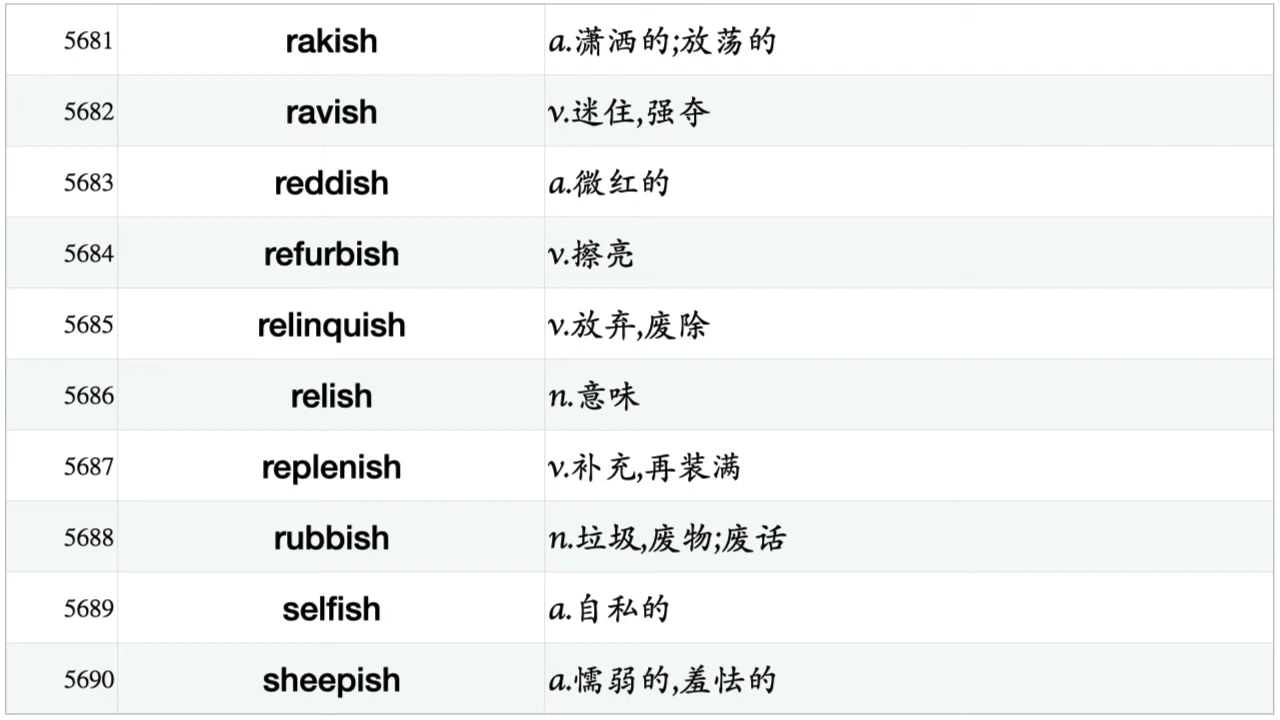 5681 rakish a.潇洒的;放荡的
5682 ravish v.迷住,强夺
5683 reddish a.微红的
5684 refurbish v.擦亮
5685 relinquish v.放弃,废除
5686 relish n.意味
5687 replenish v.补充,再装满
5688 rubbish n.垃圾,废物;废话
5689 selfish a.自私的
5690 sheepish a.懦弱的,羞怯的